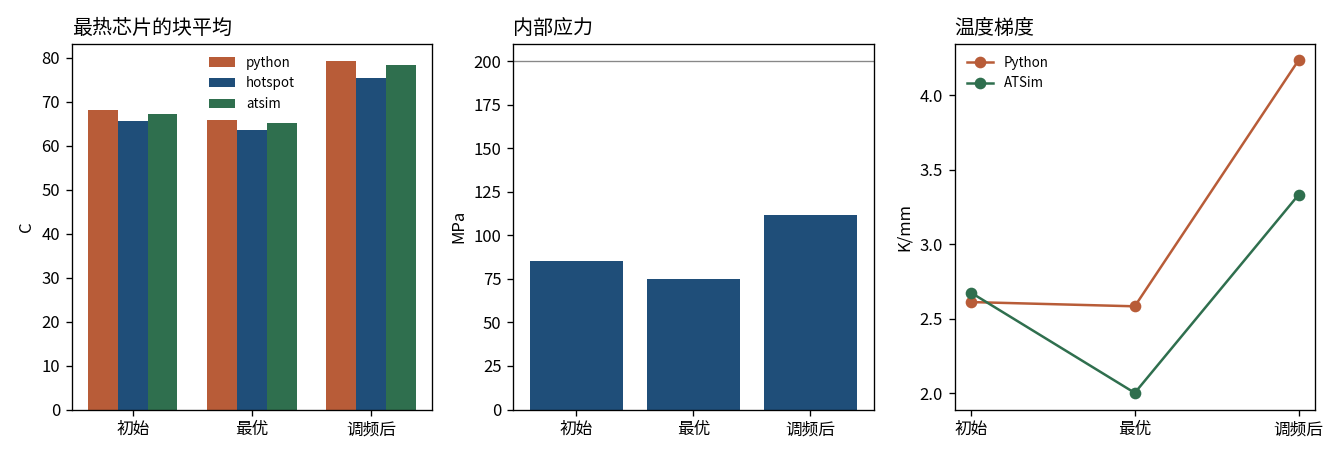 最热芯片的块平均
80
70
60
50
40
30
20
10
0
C
python
hotspot
atsim
初始
最优
调频后
内部应力
200
175
150
125
100
75
50
25
0
MPa
初始
最优
调频后
温度梯度
4.0
3.5
3.0
2.5
2.0
K/mm
Python
ATSim
初始
最优
调频后